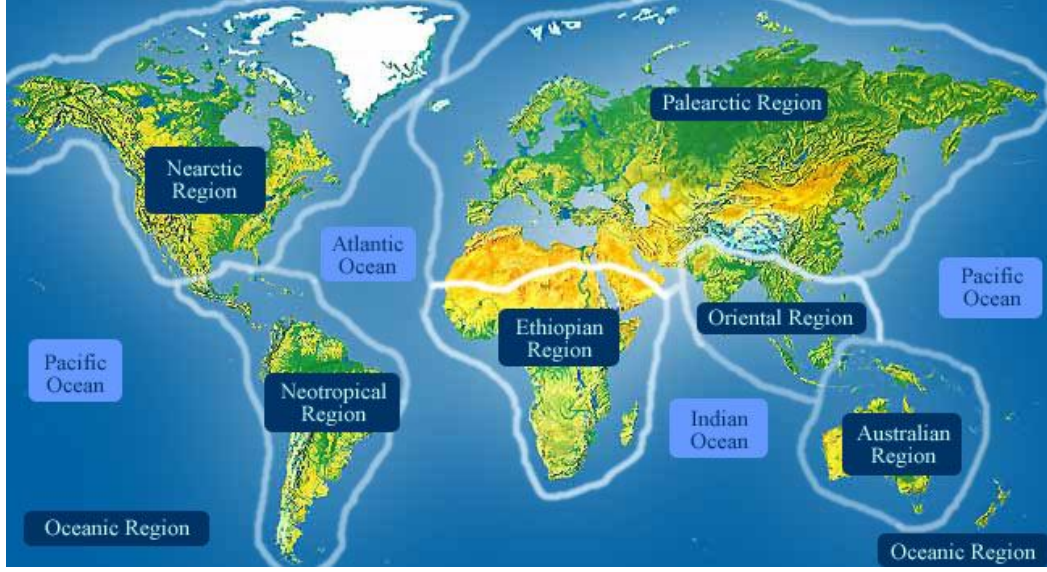 Palearctic Region
Nearctic
Region
Atlantic
Ocean
Pacific
Ocean
Oriental Region
Ethiopian
Region
Pacific
Ocean
Neotropical
Region
Indian
Ocean
Australian
Region
Oceanic Region
Oceanic Region